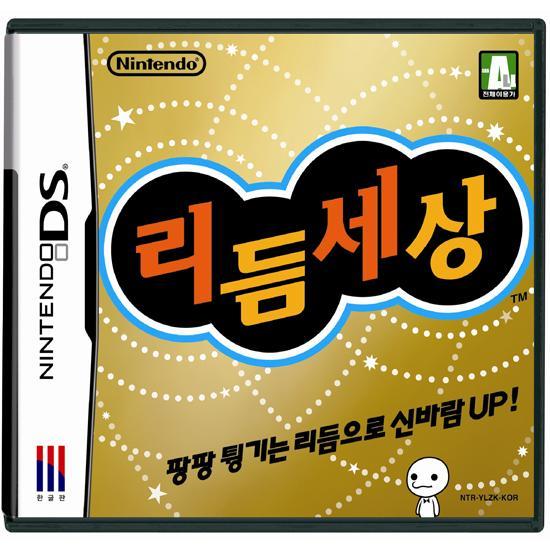 Nintendo
전체이용가
NINTENDO DS
리듬세상
TM
팡팡 튕기는 리듬으로 신바람 UP!
한글판
NTR-YLZK-KOR